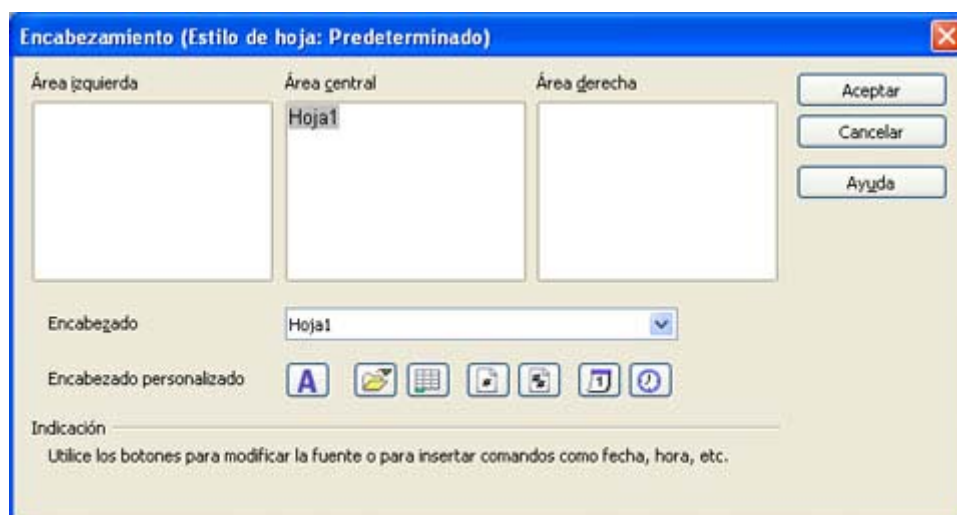 Encabezamiento (Estilo de hoja: Predeterminado)
Área izquierda Área central Área derecha
Hoja1
Aceptar
Cancelar
Ayuda
Encabezado Hoja1
Encabezado personalizado A 1
Indicación
Utilice los botones para modificar la fuente o para insertar comandos como fecha, hora, etc.